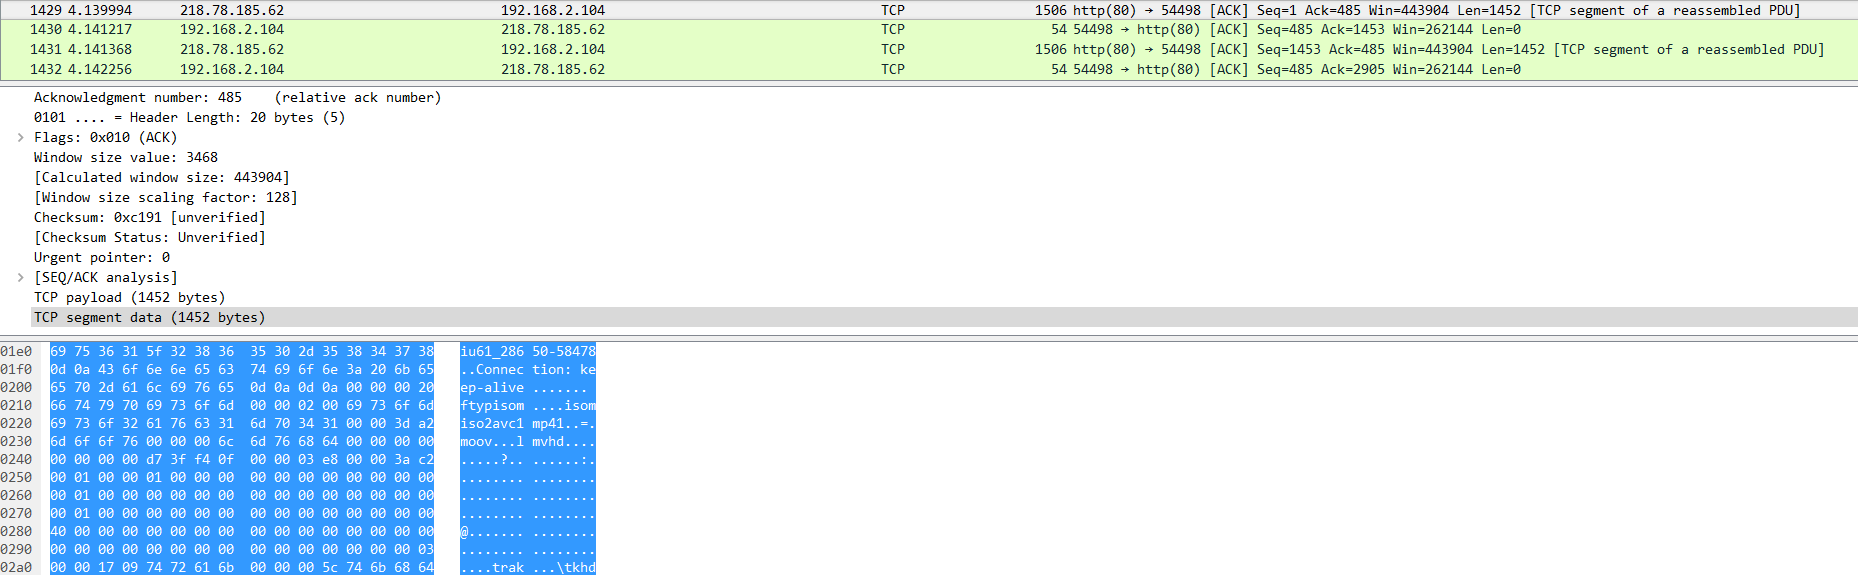 1429 4.139994 218.78.185.62 192.168.2.104 TCP 1506 http(80) → 54498 [ACK] Seq=1 Ack=485 Win=443904 Len=1452 [TCP segment of a reassembled PDU]
1430 4.141217 192.168.2.104 218.78.185.62 TCP 54 54498 → http(80) [ACK] Seq=485 Ack=1453 Win=262144 Len=0
1431 4.141368 218.78.185.62 192.168.2.104 TCP 1506 http(80) → 54498 [ACK] Seq=1453 Ack=485 Win=443904 Len=1452 [TCP segment of a reassembled PDU]
1432 4.142256 192.168.2.104 218.78.185.62 TCP 54 54498 → http(80) [ACK] Seq=485 Ack=2905 Win=262144 Len=0
Acknowledgment number: 485    (relative ack number)
0101 .... = Header Length: 20 bytes (5)
Flags: 0x010 (ACK)
Window size value: 3468
[Calculated window size: 443904]
[Window size scaling factor: 128]
Checksum: 0xc191 [unverified]
[Checksum Status: Unverified]
Urgent pointer: 0
[SEQ/ACK analysis]
TCP payload (1452 bytes)
TCP segment data (1452 bytes)
01e0 69 75 36 31 5f 32 38 36 35 30 2d 35 38 34 37 38 iu61_286 50-58478
01f0 0d 0a 43 6f 6e 6e 65 63 74 69 6f 6e 3a 20 6b 65 ..Connec tion: ke
0200 65 70 2d 61 6c 69 76 65 0d 0a 0d 0a 00 00 00 20 ep-alive .......
0210 66 74 79 70 69 73 6f 6d 00 00 02 00 69 73 6f 6d ftypisom ....isom
0220 69 73 6f 32 61 76 63 31 6d 70 34 31 00 00 3d a2 iso2avc1 mp41..=.
0230 6d 6f 6f 76 00 00 00 6c 6d 76 68 64 00 00 00 00 moov...l mvhd....
0240 00 00 00 00 d7 3f f4 0f 00 00 03 e8 00 00 3a c2 .....?.. ......:.
0250 00 01 00 00 01 00 00 00 00 00 00 00 00 00 00 00 ........ ........
0260 00 01 00 00 00 00 00 00 00 00 00 00 00 00 00 00 ........ ........
0270 00 01 00 00 00 00 00 00 00 00 00 00 00 00 00 00 ........ ........
0280 40 00 00 00 00 00 00 00 00 00 00 00 00 00 00 00 @....... ........
0290 00 00 00 00 00 00 00 00 00 00 00 00 00 00 00 03 ........ ........
02a0 00 00 17 09 74 72 61 6b 00 00 00 5c 74 6b 68 64 ....trak ...\tkhd